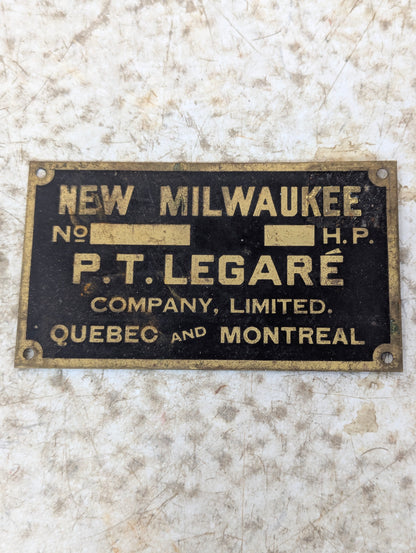 NEW MILWAUKEE
No H.P.
P.T. LEGARÉ
COMPANY, LIMITED.
QUEBEC AND MONTREAL